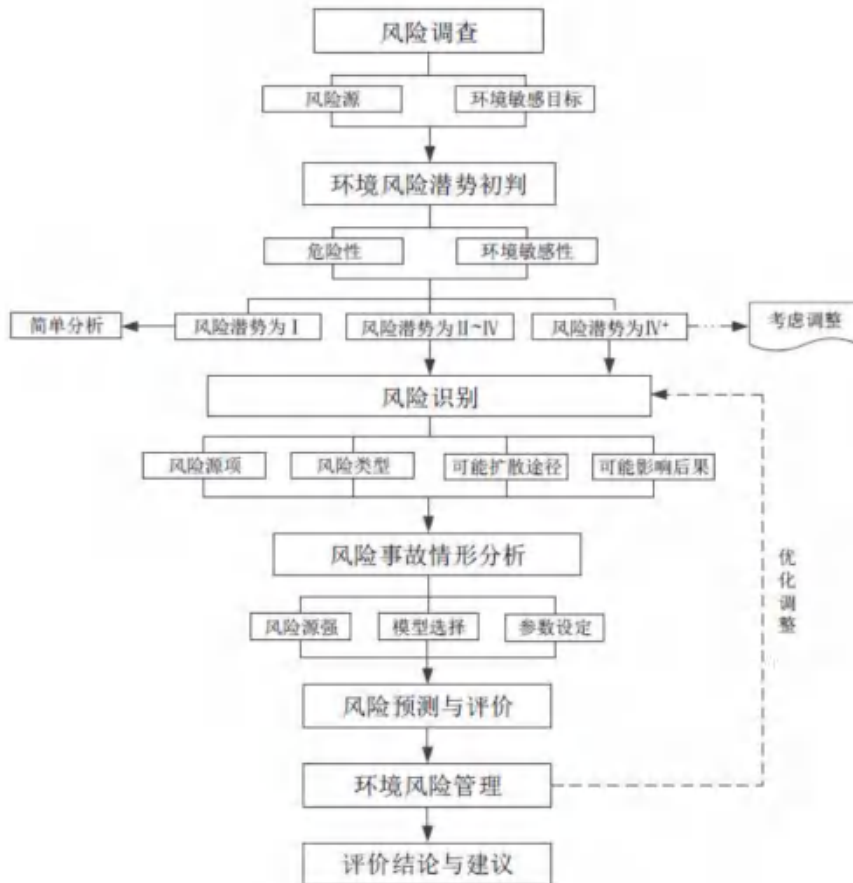 风险调查
风险源 环境敏感目标
环境风险潜势初判
危险性 环境敏感性
简单分析 风险潜势为Ⅰ 风险潜势为Ⅱ~Ⅳ 风险潜势为Ⅳ⁺ 考虑调整
风险识别
风险源项 风险类型 可能扩散途径 可能影响后果
风险事故情形分析
优化调整
风险源强 模型选择 参数设定
风险预测与评价
环境风险管理
评价结论与建议